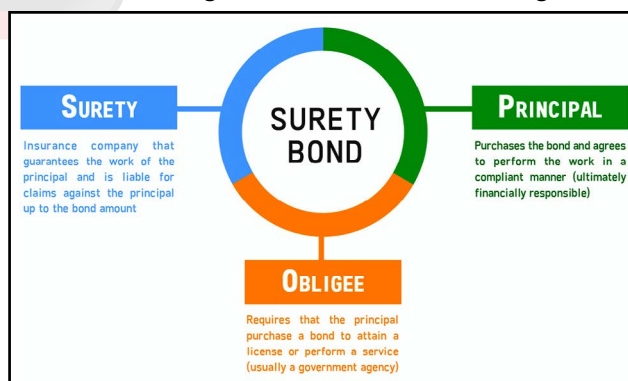 SURETY
Insurance company that
guarantees the work of the
principal and is liable for
claims against the principal
up to the bond amount
SURETY
BOND
PRINCIPAL
Purchases the bond and agrees
to perform the work in a
compliant manner (ultimately
financially responsible)
OBLIGEE
Requires that the principal
purchase a bond to attain a
license or perform a service
(usually a government agency)